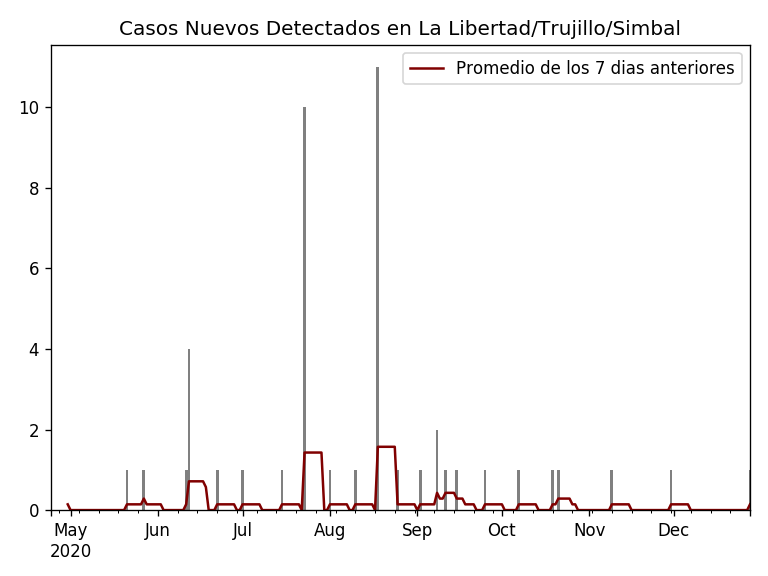 Casos Nuevos Detectados en La Libertad/Trujillo/Simbal
Promedio de los 7 dias anteriores
10
8
6
4
2
0
May Jun Jul Aug Sep Oct Nov Dec
2020